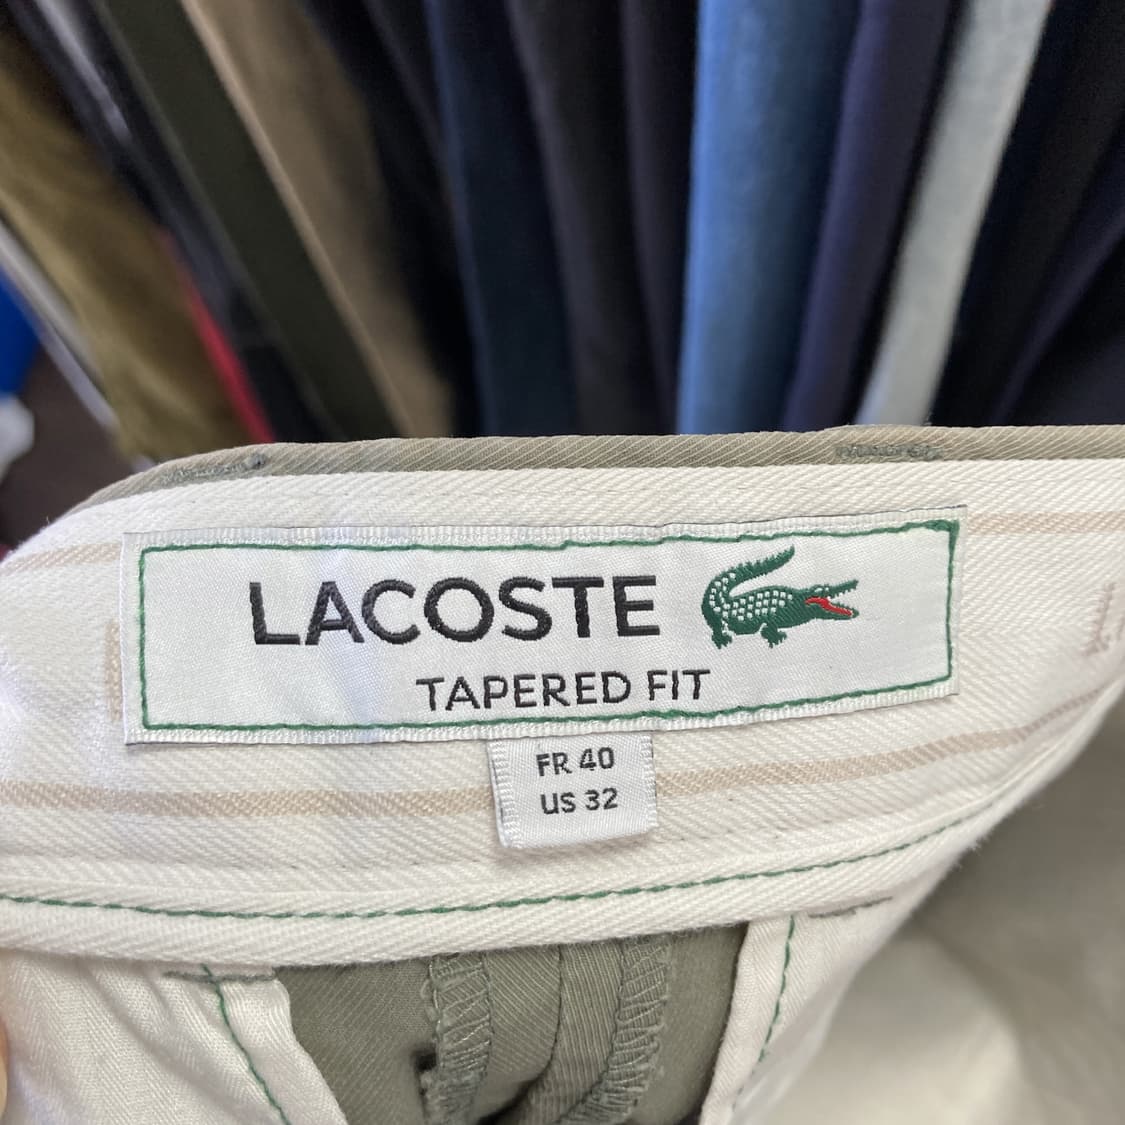 LACOSTE
TAPERED FIT
FR 40
US 32